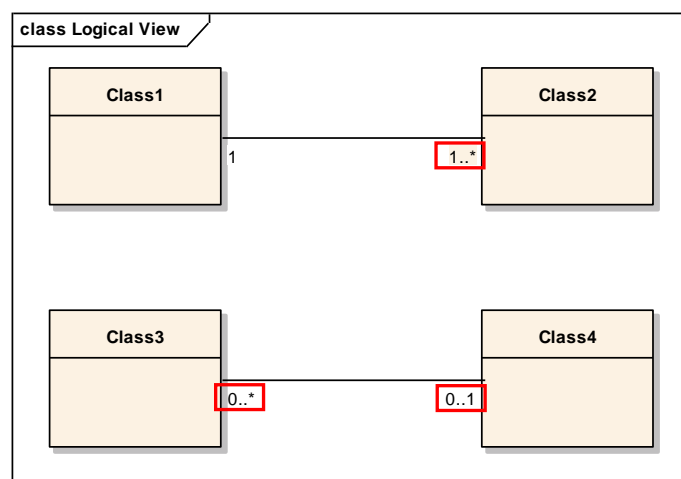 class Logical View
Class1
Class2
1
1..*
Class3
Class4
0..*
0..1